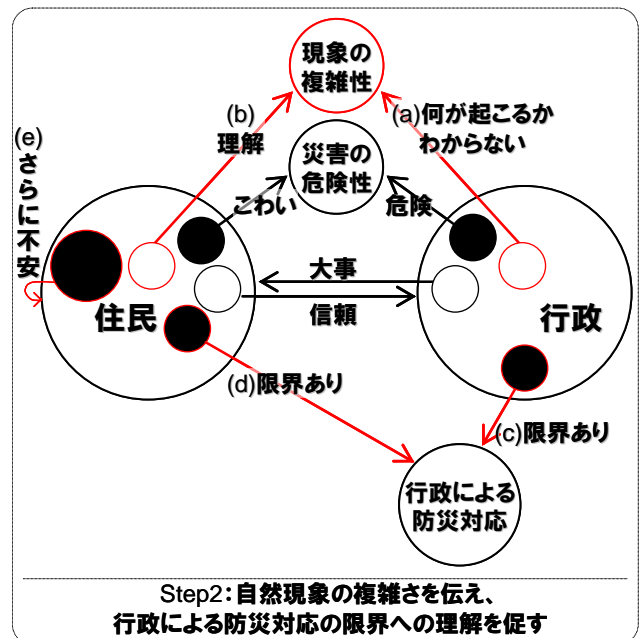 現象の
複雑性
(a)何が起こるか
わからない
(b)
理解
災害の
危険性
(e)
さらに不安
こわい
危険
大事
信頼
住民
行政
(d)限界あり
(c)限界あり
行政による
防災対応
Step2：自然現象の複雑さを伝え、
行政による防災対応の限界への理解を促す